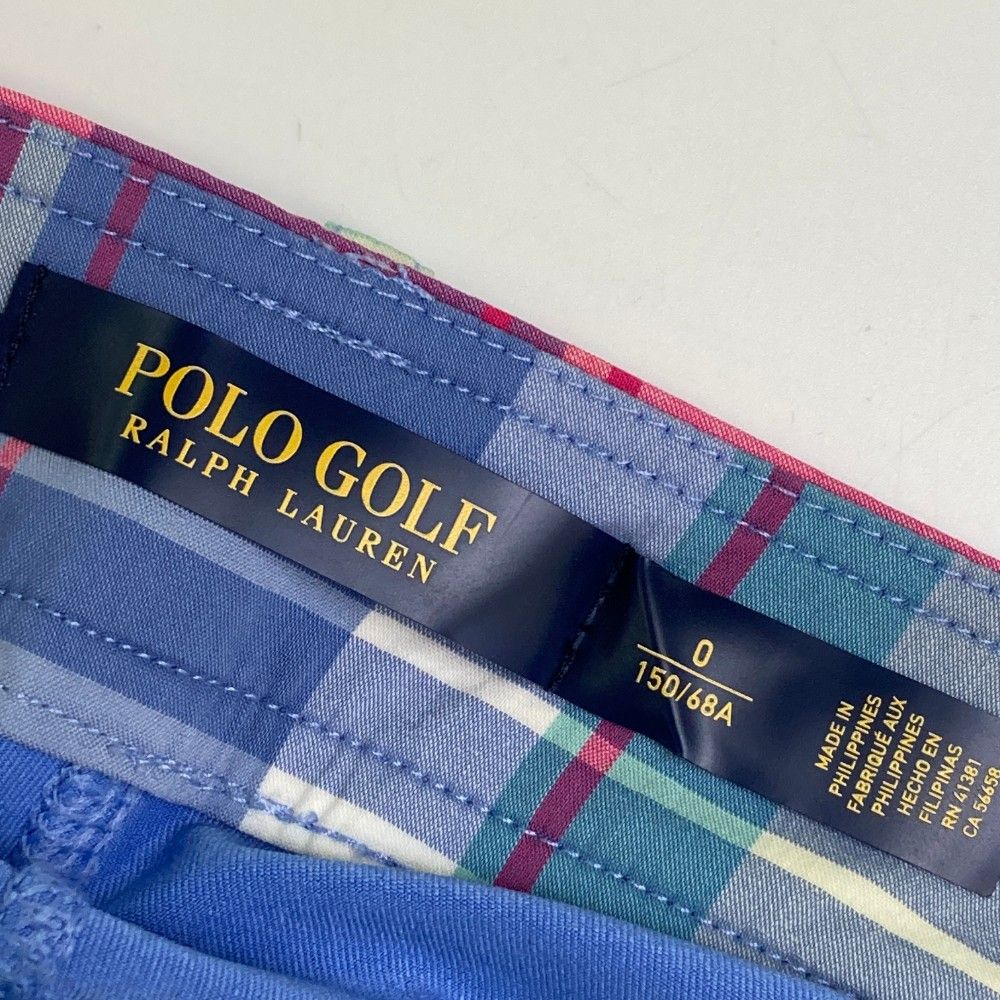 POLO GOLF
RALPH LAUREN
0
150/68A
MADE IN
PHILIPPINES
FABRIQUÉ AUX
PHILIPPINES
HECHO EN
FILIPINAS
RN 41381
CA 56658